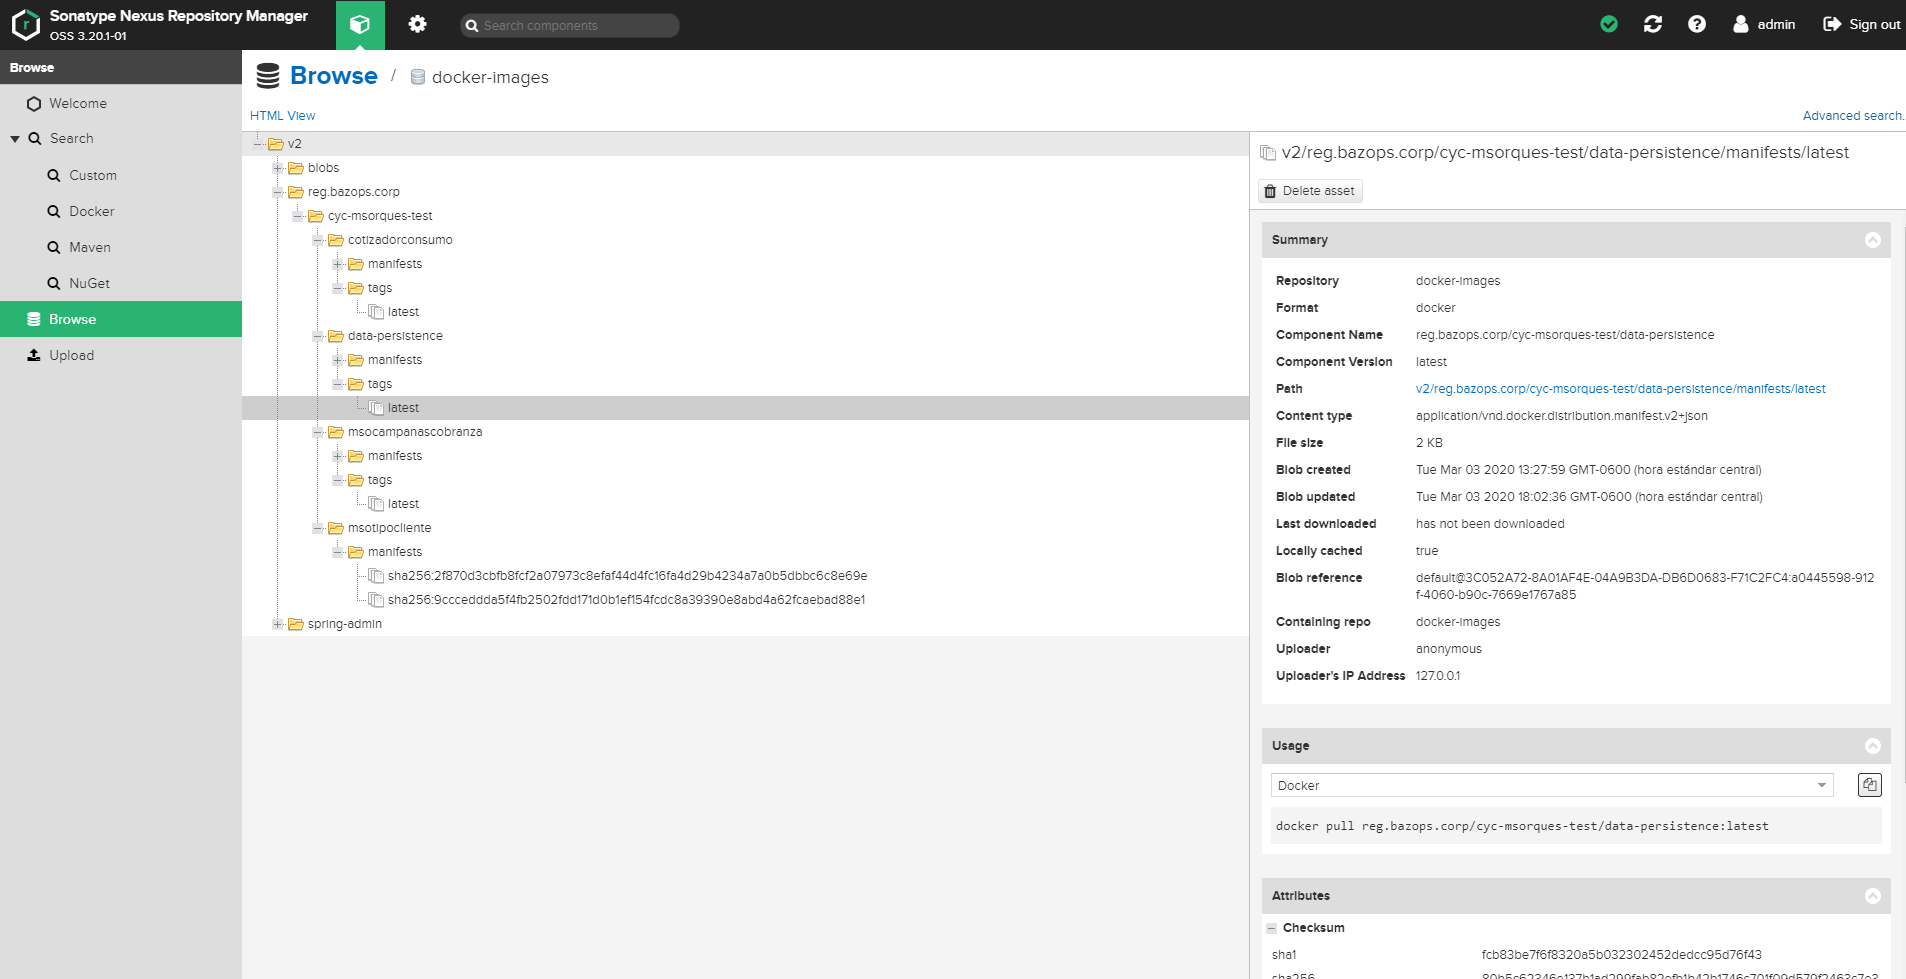 Sonatype Nexus Repository Manager
OSS 3.20.1-01
Search components
admin
Sign out
Browse
Welcome
Search
Custom
Docker
Maven
NuGet
Browse
Upload
Browse / docker-images
HTML View
Advanced search.
v2
blobs
reg.bazops.corp
cyc-msorques-test
cotizadorconsumo
manifests
tags
latest
data-persistence
manifests
tags
latest
msocampanascobranza
manifests
tags
latest
msotipocliente
manifests
sha256:2f870d3cbfb8fcf2a07973c8efaf44d4fc16fa4d29b4234a7a0b5dbbc6c8e69e
sha256:9ccceddda5f4fb2502fdd171d0b1ef154fcdc8a39390e8abd4a62fcaebad88e1
spring-admin
v2/reg.bazops.corp/cyc-msorques-test/data-persistence/manifests/latest
Delete asset
Summary
Repository docker-images
Format docker
Component Name reg.bazops.corp/cyc-msorques-test/data-persistence
Component Version latest
Path v2/reg.bazops.corp/cyc-msorques-test/data-persistence/manifests/latest
Content type application/vnd.docker.distribution.manifest.v2+json
File size 2 KB
Blob created Tue Mar 03 2020 13:27:59 GMT-0600 (hora estándar central)
Blob updated Tue Mar 03 2020 18:02:36 GMT-0600 (hora estándar central)
Last downloaded has not been downloaded
Locally cached true
Blob reference default@3C052A72-8A01AF4E-04A9B3DA-DB6D0683-F71C2FC4:a0445598-912
f-4060-b90c-7669e1767a85
Containing repo docker-images
Uploader anonymous
Uploader's IP Address 127.0.0.1
Usage
Docker
docker pull reg.bazops.corp/cyc-msorques-test/data-persistence:latest
Attributes
Checksum
sha1 fcb83be7f6f8320a5b032302452dedcc95d76f43
sha256